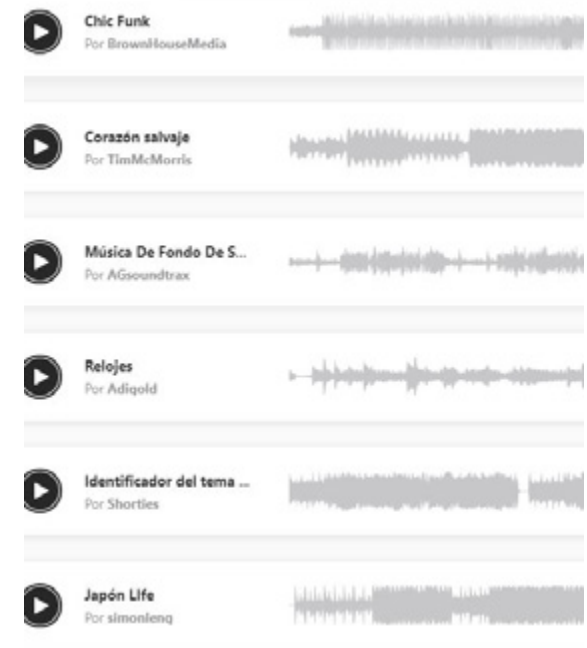 Chic Funk
Por BrownHouseMedia
Corazón salvaje
Por TimMcMorris
Música De Fondo De S...
Por AGsoundtrax
Relojes
Por Adigold
Identificador del tema ...
Por Shorties
Japón LIfe
Por simonleng